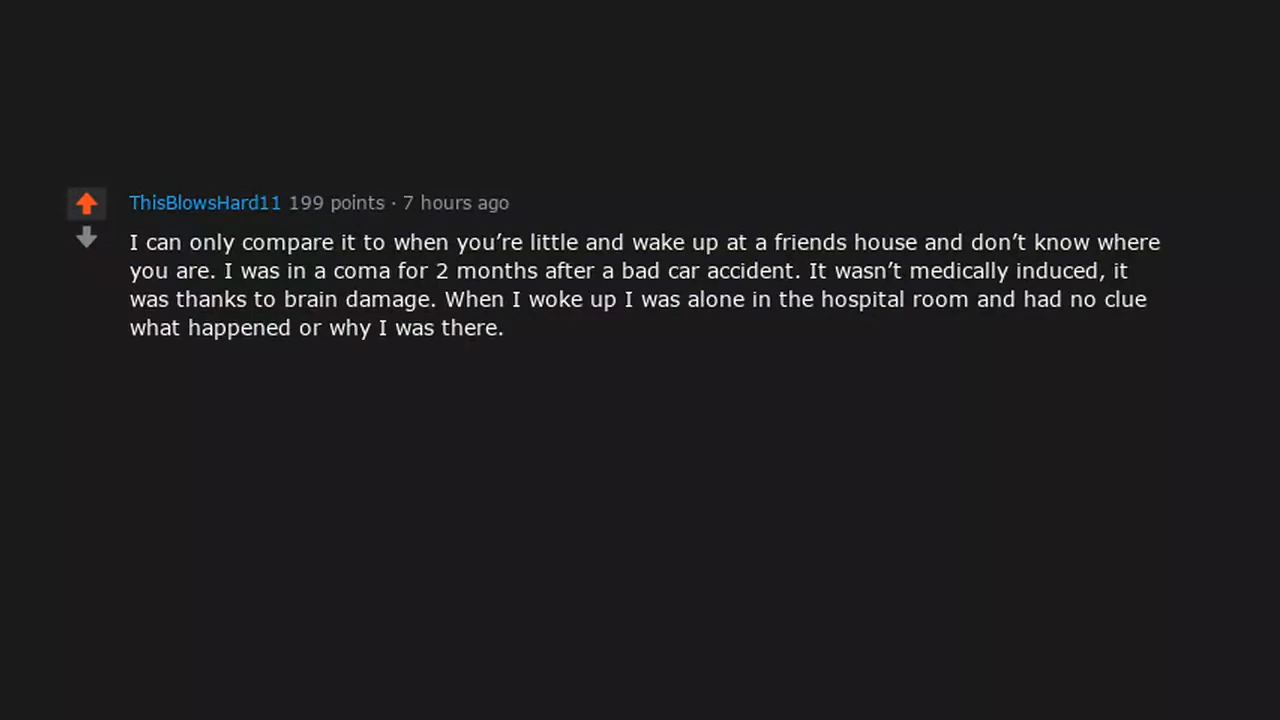 ThisBlowsHard11 199 points · 7 hours ago
I can only compare it to when you’re little and wake up at a friends house and don’t know where
you are. I was in a coma for 2 months after a bad car accident. It wasn’t medically induced, it
was thanks to brain damage. When I woke up I was alone in the hospital room and had no clue
what happened or why I was there.